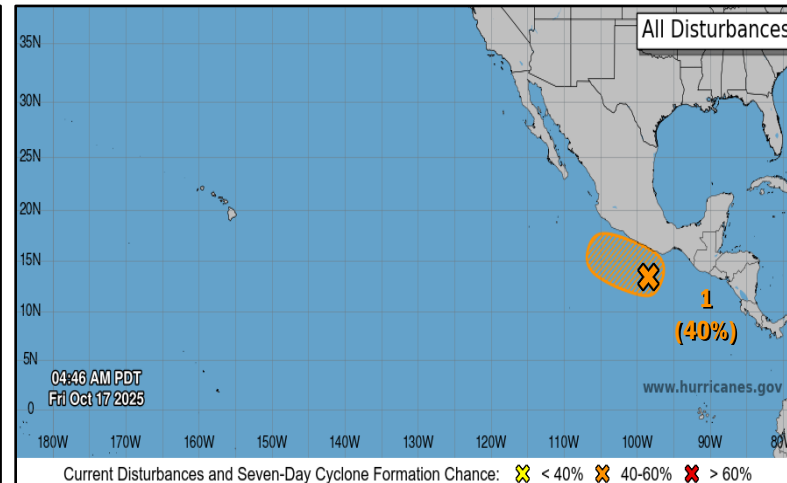 All Disturbances
35N
30N
25N
20N
15N
10N
5N
0
1
(40%)
04:46 AM PDT
Fri Oct 17 2025
www.hurricanes.gov
180W 170W 160W 150W 140W 130W 120W 110W 100W 90W 80W
Current Disturbances and Seven-Day Cyclone Formation Chance: < 40% 40-60% > 60%